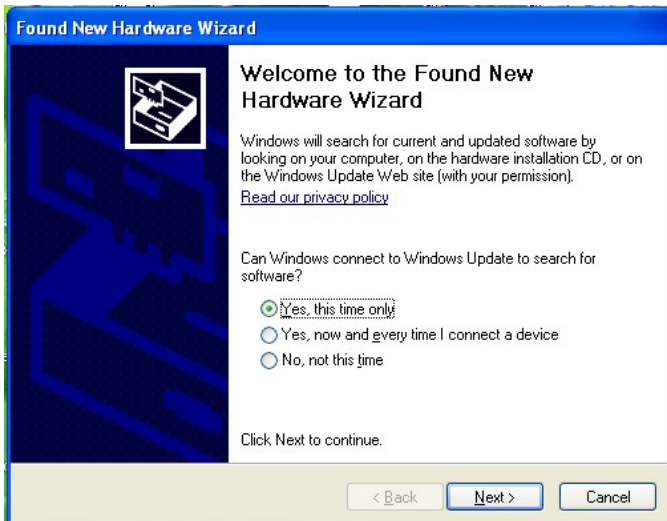 Found New Hardware Wizard
Welcome to the Found New
Hardware Wizard
Windows will search for current and updated software by
looking on your computer, on the hardware installation CD, or on
the Windows Update Web site (with your permission).
Read our privacy policy
Can Windows connect to Windows Update to search for
software?
Yes, this time only
Yes, now and every time I connect a device
No, not this time
Click Next to continue.
< Back
Next >
Cancel